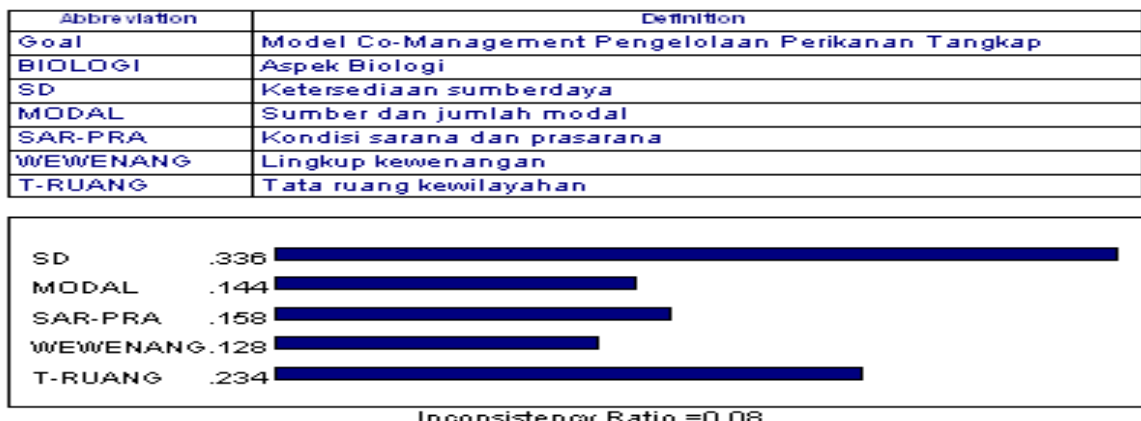 Abbreviation Definition
Goal Model Co-Management Pengelolaan Perikanan Tangkap
BIOLOGI Aspek Biologi
SD Ketersediaan sumberdaya
MODAL Sumber dan jumlah modal
SAR-PRA Kondisi sarana dan prasarana
WEWENANG Lingkup kewenangan
T-RUANG Tata ruang kewilayahan
SD .336
MODAL .144
SAR-PRA .158
WEWENANG .128
T-RUANG .234
Inconsistency Ratio =0.08